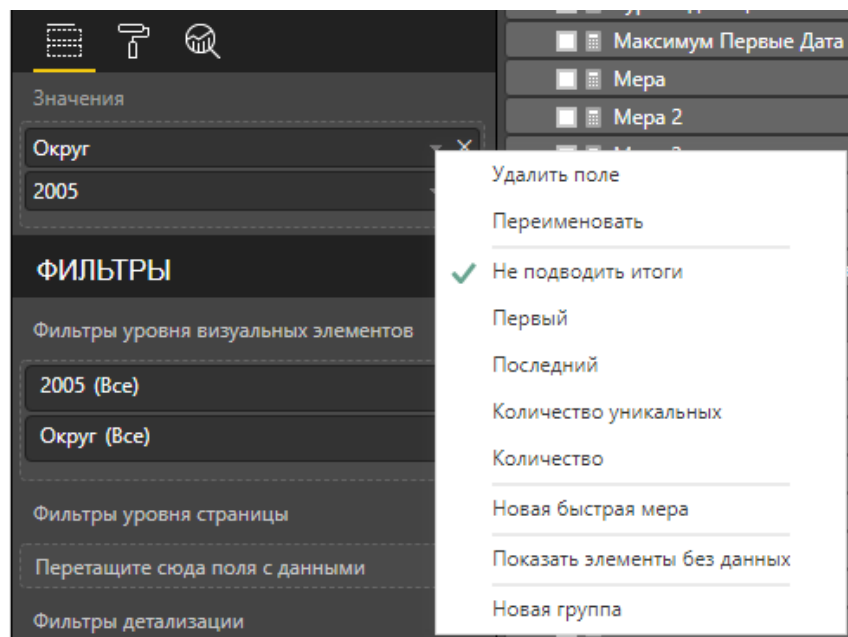 Максимум Первые Дата
Мера
Мера 2
Значения
Округ
2005
ФИЛЬТРЫ
Фильтры уровня визуальных элементов
2005 (Все)
Округ (Все)
Фильтры уровня страницы
Перетащите сюда поля с данными
Фильтры детализации
Удалить поле
Переименовать
Не подводить итоги
Первый
Последний
Количество уникальных
Количество
Новая быстрая мера
Показать элементы без данных
Новая группа